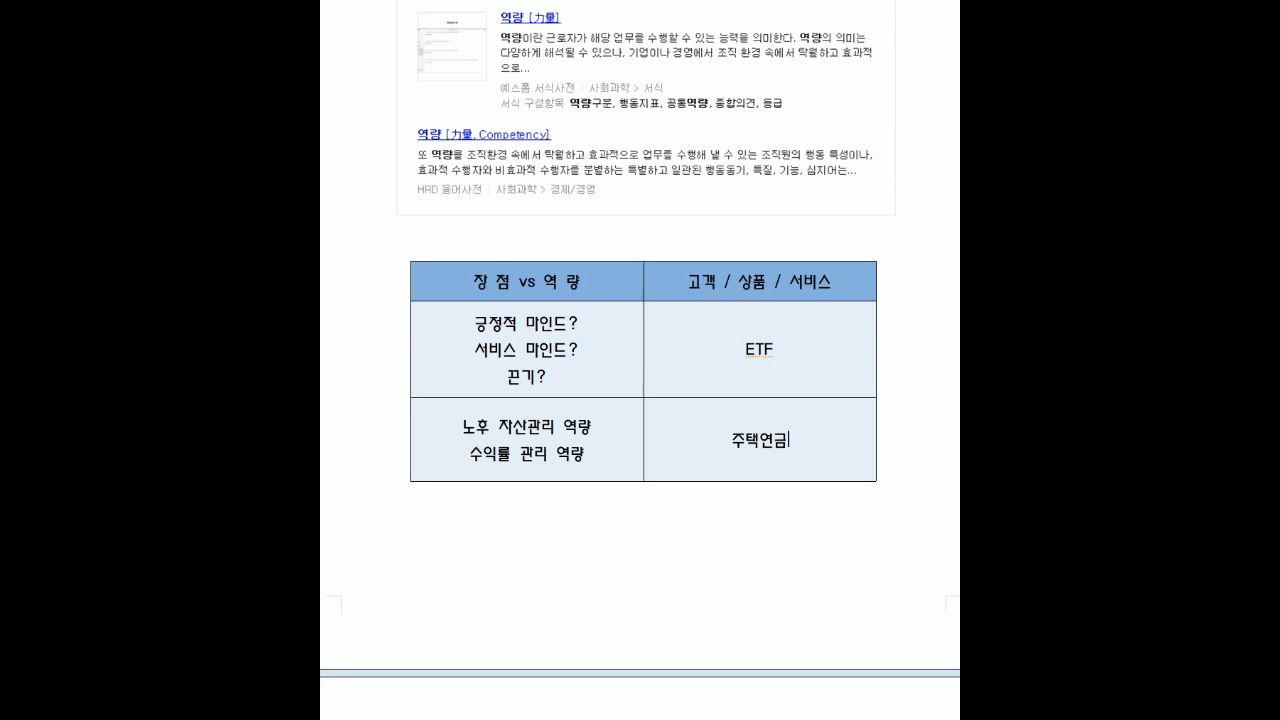 역량 [力量]
역량이란 근로자가 해당 업무를 수행할 수 있는 능력을 의미한다. 역량의 의미는
다양하게 해석될 수 있으나, 기업이나 경영에서 조직 환경 속에서 탁월하고 효과적
으로...
예스폼 서식사전 | 사회과학 > 서식
서식 구성항목 역량구분, 행동지표, 공통역량, 종합의견, 등급
역량 [力量, Competency]
또 역량을 조직환경 속에서 탁월하고 효과적으로 업무를 수행해 낼 수 있는 조직원의 행동 특성이나,
효과적 수행자와 비효과적 수행자를 분별하는 특별하고 일관된 행동동기, 특질, 기능, 심지어는...
HRD 용어사전 | 사회과학 > 경제/경영
장 점 vs 역 량
고객 / 상품 / 서비스
긍정적 마인드?
서비스 마인드?
끈기?
ETF
노후 자산관리 역량
수익률 관리 역량
주택연금